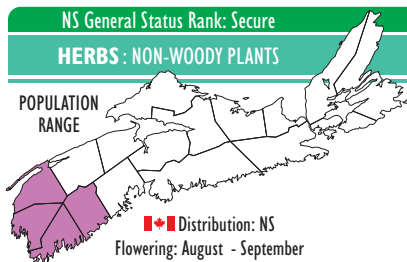 NS General Status Rank: Secure
HERBS : NON-WOODY PLANTS
POPULATION
RANGE
Distribution: NS
Flowering: August - September